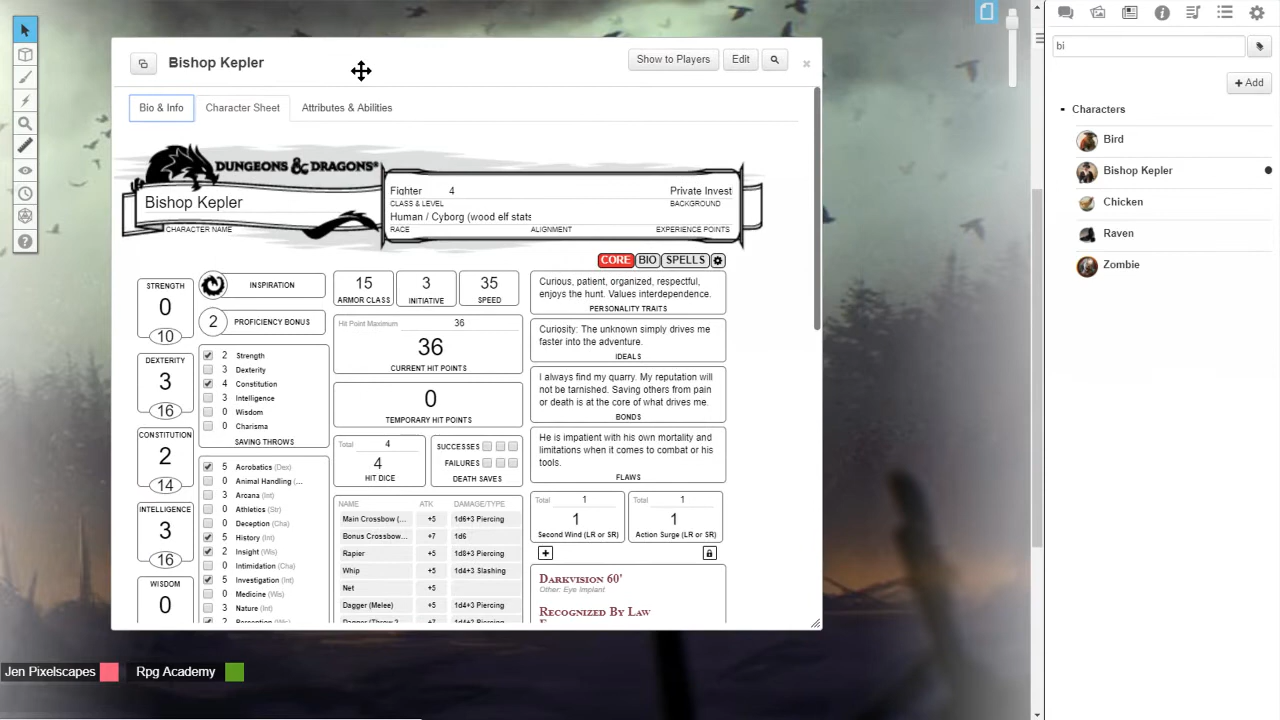 Bishop Kepler
Show to Players
Edit
Bio & Info
Character Sheet
Attributes & Abilities
DUNGEONS & DRAGONS®
Bishop Kepler
CHARACTER NAME
Fighter 4 Private Invest
CLASS & LEVEL BACKGROUND
Human / Cyborg (wood elf stats
RACE ALIGNMENT EXPERIENCE POINTS
CORE BIO SPELLS
STRENGTH
0
10
DEXTERITY
3
16
CONSTITUTION
2
14
INTELLIGENCE
3
16
WISDOM
0
INSPIRATION
2 PROFICIENCY BONUS
2 Strength
3 Dexterity
4 Constitution
3 Intelligence
0 Wisdom
0 Charisma
SAVING THROWS
5 Acrobatics (Dex)
0 Animal Handling (...
3 Arcana (Int)
0 Athletics (Str)
0 Deception (Cha)
5 History (Int)
2 Insight (Wis)
0 Intimidation (Cha)
5 Investigation (Int)
0 Medicine (Wis)
3 Nature (Int)
2 Perception (Wis)
15
ARMOR CLASS
3
INITIATIVE
35
SPEED
Hit Point Maximum 36
36
CURRENT HIT POINTS
0
TEMPORARY HIT POINTS
Total 4
4
HIT DICE
SUCCESSES
FAILURES
DEATH SAVES
NAME ATK DAMAGE/TYPE
Main Crossbow (... +5 1d6+3 Piercing
Bonus Crossbow... +7 1d6
Rapier +5 1d8+3 Piercing
Whip +5 1d4+3 Slashing
Net +5
Dagger (Melee) +5 1d4+3 Piercing
Curious, patient, organized, respectful,
enjoys the hunt. Values interdependence.
PERSONALITY TRAITS
Curiosity: The unknown simply drives me
faster into the adventure.
IDEALS
I always find my quarry. My reputation will
not be tarnished. Saving others from pain
or death is at the core of what drives me.
BONDS
He is impatient with his own mortality and
limitations when it comes to combat or his
tools.
FLAWS
Total 1
1
Second Wind (LR or SR)
Total 1
1
Action Surge (LR or SR)
DARKVISION 60'
Other: Eye Implant
RECOGNIZED BY LAW
Jen Pixelscapes
Rpg Academy
bi
+ Add
Characters
Bird
Bishop Kepler
Chicken
Raven
Zombie